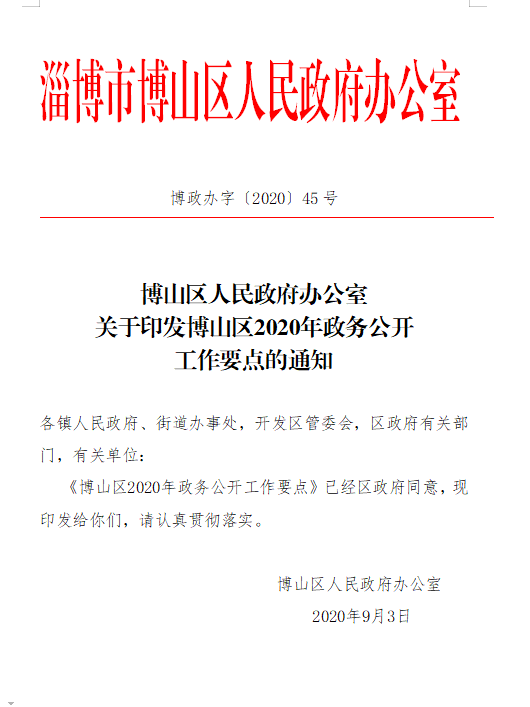 淄博市博山区人民政府办公室
博政办字〔2020〕45 号
博山区人民政府办公室
关于印发博山区2020年政务公开
工作要点的通知
各镇人民政府、街道办事处，开发区管委会，区政府有关部
门，有关单位：
《博山区2020年政务公开工作要点》已经区政府同意，现
印发给你们，请认真贯彻落实。
博山区人民政府办公室
2020年9月3日